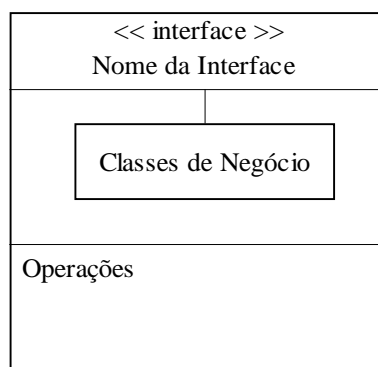 << interface >>
Nome da Interface
Classes de Negócio
Operações